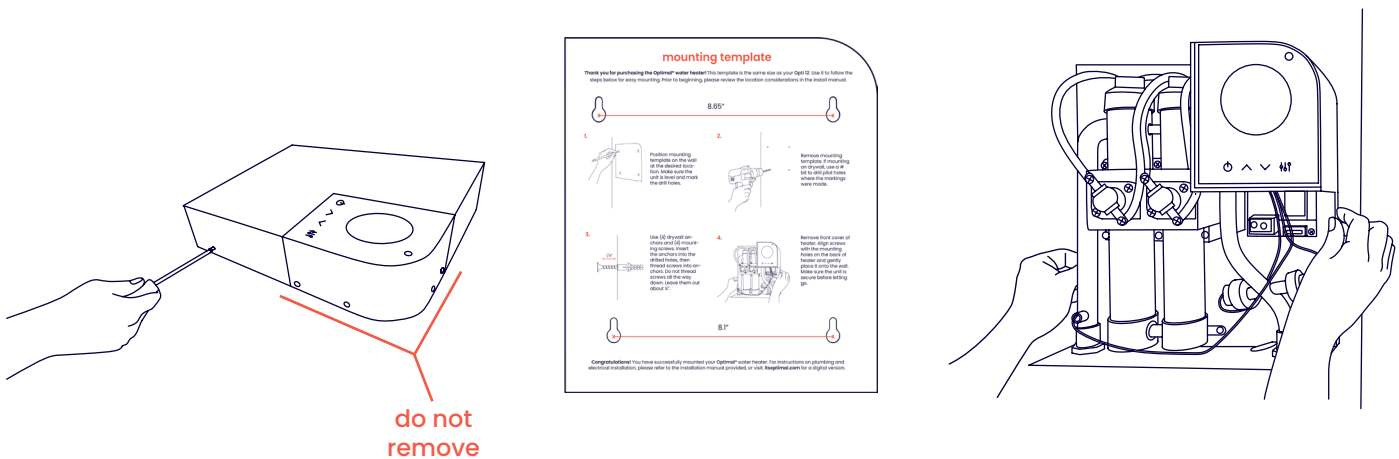 do not
remove
mounting template
Thank you for purchasing the Optimal® water heater! This template is the same size as your Opti 12. Use it to follow the
steps below for easy mounting. Prior to beginning, please review the location considerations in the install manual.
8.65"
1.
Position mounting
template on the wall
at the desired loca-
tion. Make sure the
unit is level and mark
the drill holes.
2.
Remove mounting
template. If mounting
on drywall, use a #
bit to drill pilot holes
where the markings
were made.
3.
1/4"
Use (4) drywall an-
chors and (4) mount-
ing screws. Insert
the anchors into the
drilled holes, then
thread screws into an-
chors. Do not thread
screws all the way
down. Leave them out
about ¼".
4.
Remove front cover of
heater. Align screws
with the mounting
holes on the back of
heater and gently
place it onto the wall.
Make sure the unit is
secure before letting
go.
8.1"
Congratulations! You have successfully mounted your Optimal® water heater. For instructions on plumbing and
electrical installation, please refer to the installation manual provided, or visit itsoptimal.com for a digital version.